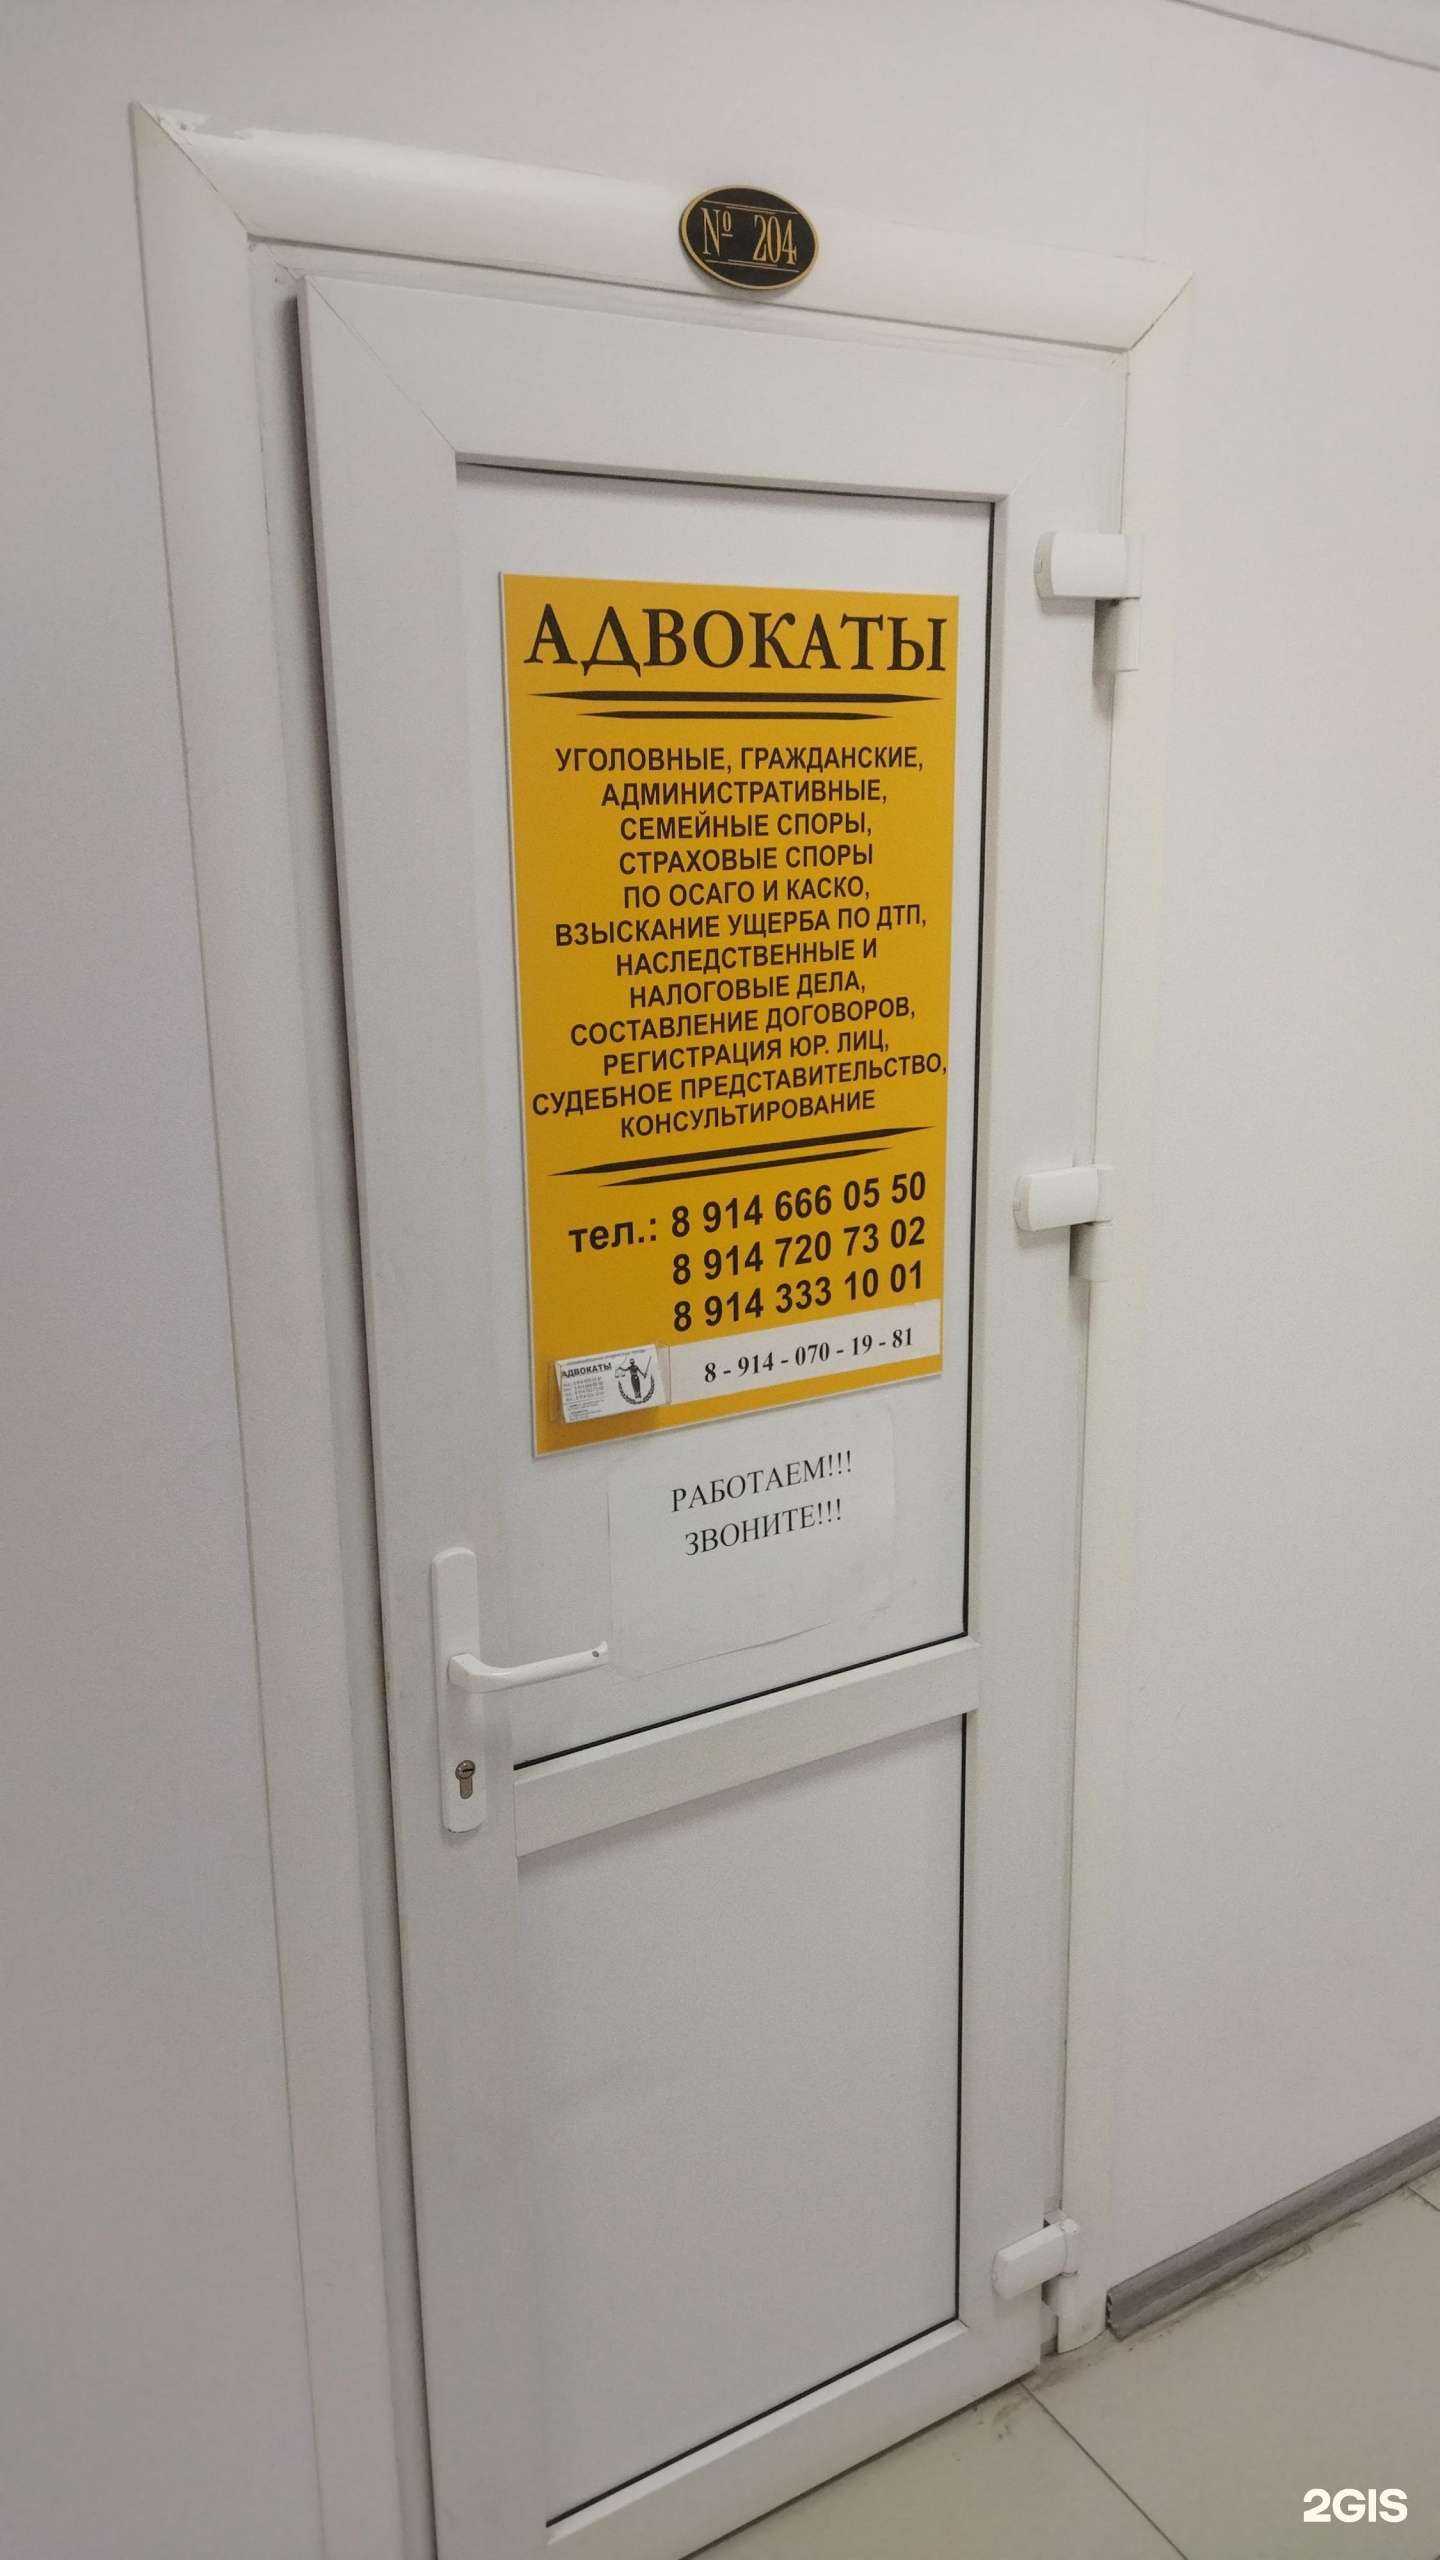 № 204
АДВОКАТЫ
УГОЛОВНЫЕ, ГРАЖДАНСКИЕ,
АДМИНИСТРАТИВНЫЕ,
СЕМЕЙНЫЕ СПОРЫ,
СТРАХОВЫЕ СПОРЫ
ПО ОСАГО И КАСКО,
ВЗЫСКАНИЕ УЩЕРБА ПО ДТП,
НАСЛЕДСТВЕННЫЕ И
НАЛОГОВЫЕ ДЕЛА,
СОСТАВЛЕНИЕ ДОГОВОРОВ,
РЕГИСТРАЦИЯ ЮР. ЛИЦ,
СУДЕБНОЕ ПРЕДСТАВИТЕЛЬСТВО,
КОНСУЛЬТИРОВАНИЕ
тел.: 8 914 666 05 50
8 914 720 73 02
8 914 333 10 01
8 - 914 - 070 - 19 - 81
АДВОКАТЫ
РАБОТАЕМ!!!
ЗВОНИТЕ!!!
2GIS